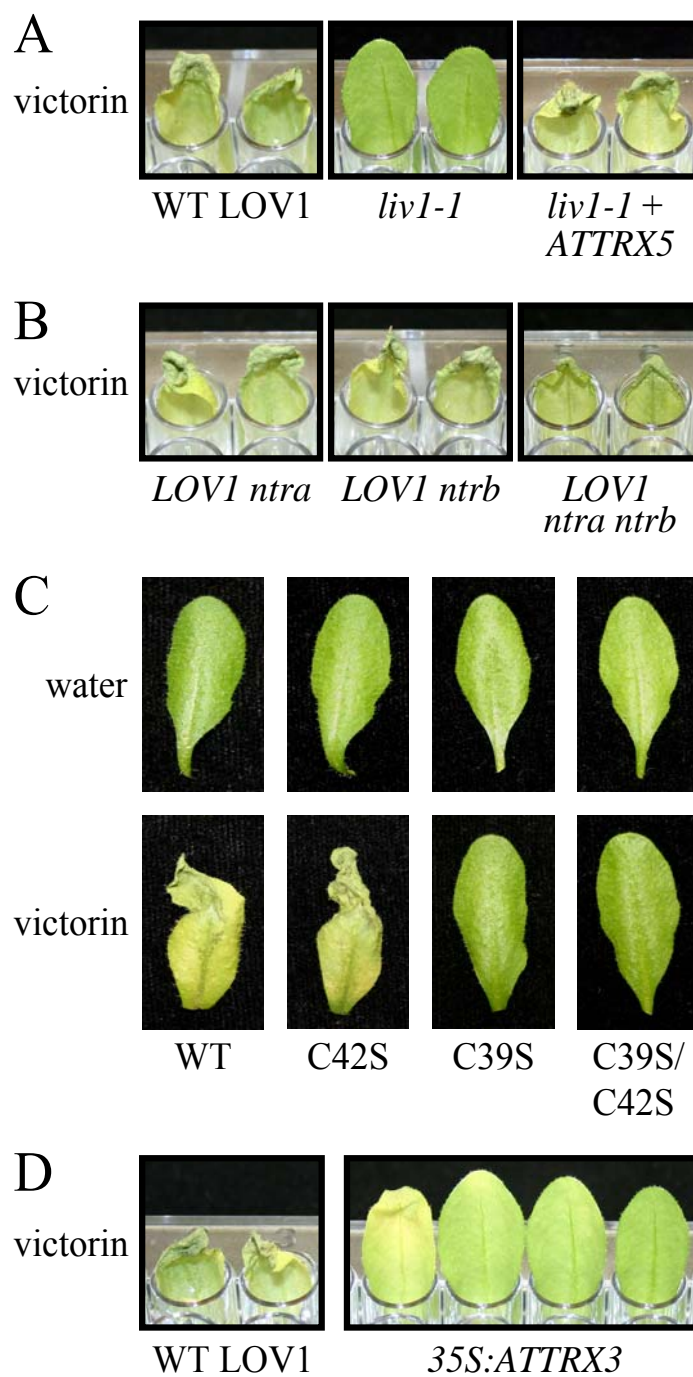 A
victorin
WT LOV1
liv1-1
liv1-1 +
ATTRX5
B
victorin
LOV1 ntra
LOV1 ntrb
LOV1
ntra ntrb
C
water
victorin
WT
C42S
C39S
C39S/
C42S
D
victorin
WT LOV1
35S:ATTRX3